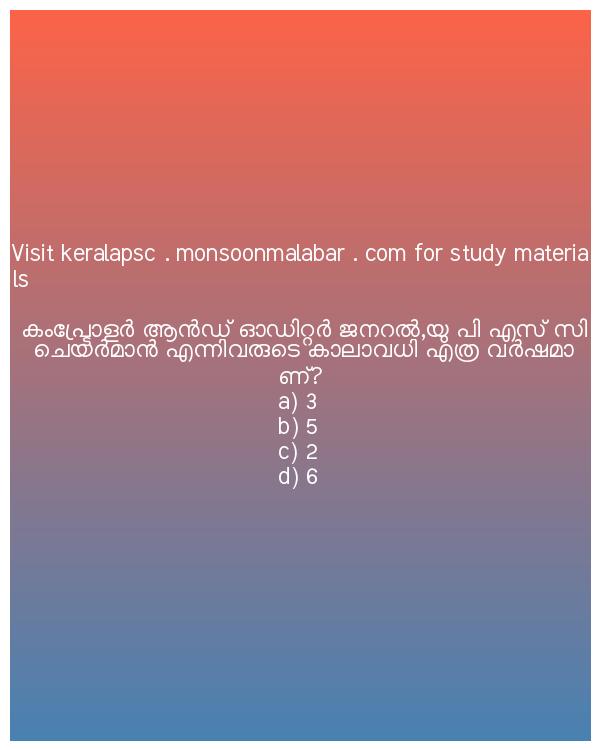 Visit keralapsc . monsoonmalabar . com for study materia
ls
കംപ്ട്രോളർ ആൻഡ് ഓഡിറ്റർ ജനറൽ,യു പി എസ് സി
ചെയർമാൻ എന്നിവരുടെ കാലാവധി എത്ര വർഷമാ
ണ്?
a) 3
b) 5
c) 2
d) 6